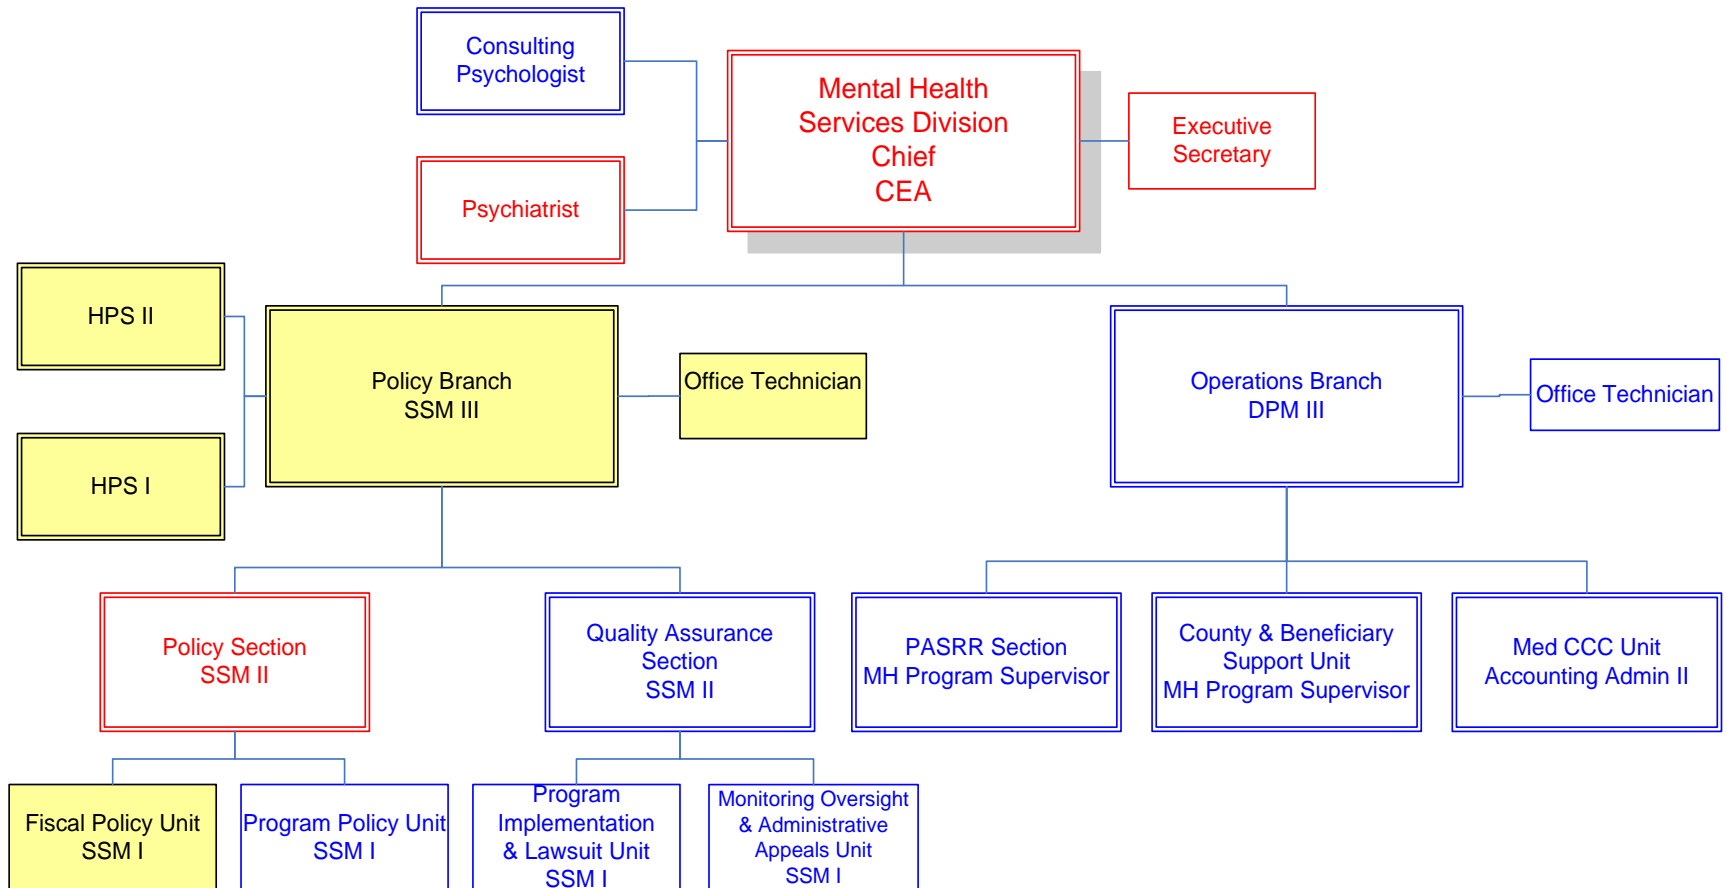 Consulting
Psychologist
Mental Health
Services Division
Chief
CEA
Executive
Secretary
Psychiatrist
HPS II
Policy Branch
SSM III
Office Technician
Operations Branch
DPM III
Office Technician
HPS I
Policy Section
SSM II
Quality Assurance
Section
SSM II
PASRR Section
MH Program Supervisor
County & Beneficiary
Support Unit
MH Program Supervisor
Med CCC Unit
Accounting Admin II
Fiscal Policy Unit
SSM I
Program Policy Unit
SSM I
Program
Implementation
& Lawsuit Unit
SSM I
Monitoring Oversight
& Administrative
Appeals Unit
SSM I